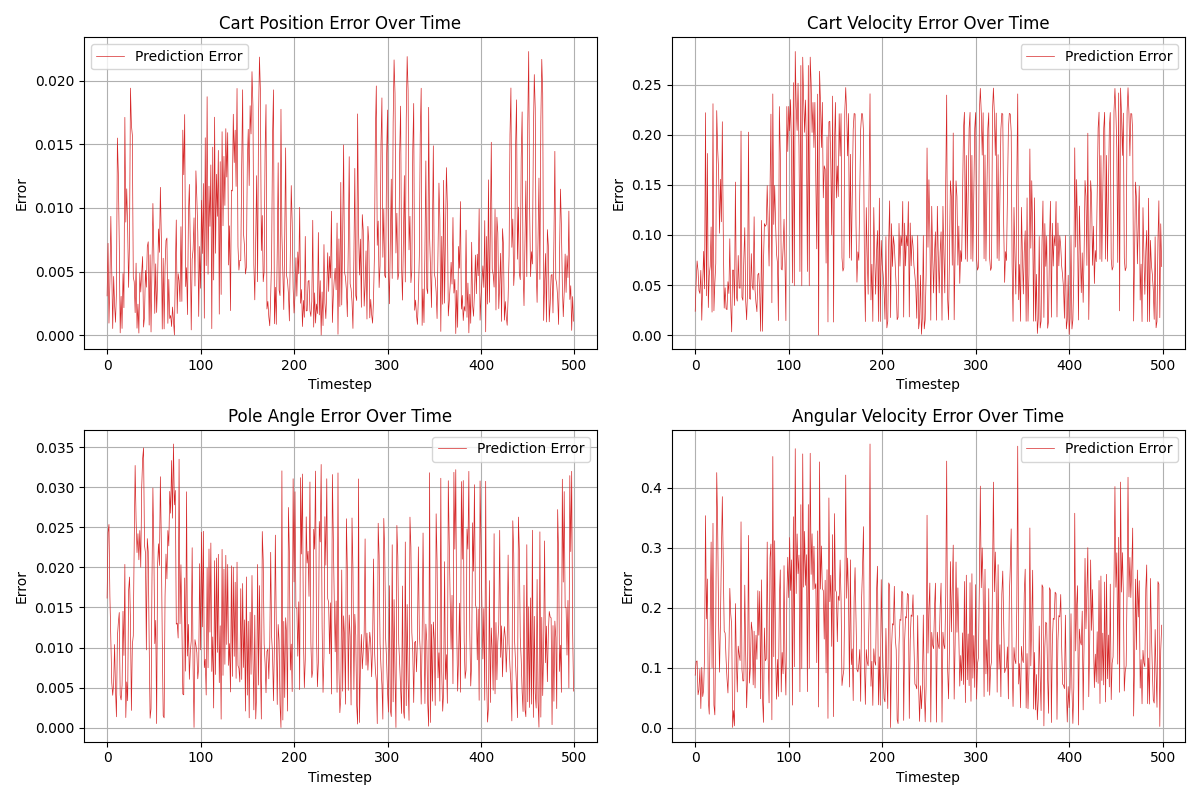 Cart Position Error Over Time
Prediction Error
Error
0.020
0.015
0.010
0.005
0.000
0 100 200 300 400 500
Timestep
Cart Velocity Error Over Time
Prediction Error
Error
0.25
0.20
0.15
0.10
0.05
0.00
0 100 200 300 400 500
Timestep
Pole Angle Error Over Time
Prediction Error
Error
0.035
0.030
0.025
0.020
0.015
0.010
0.005
0.000
0 100 200 300 400 500
Timestep
Angular Velocity Error Over Time
Prediction Error
Error
0.4
0.3
0.2
0.1
0.0
0 100 200 300 400 500
Timestep